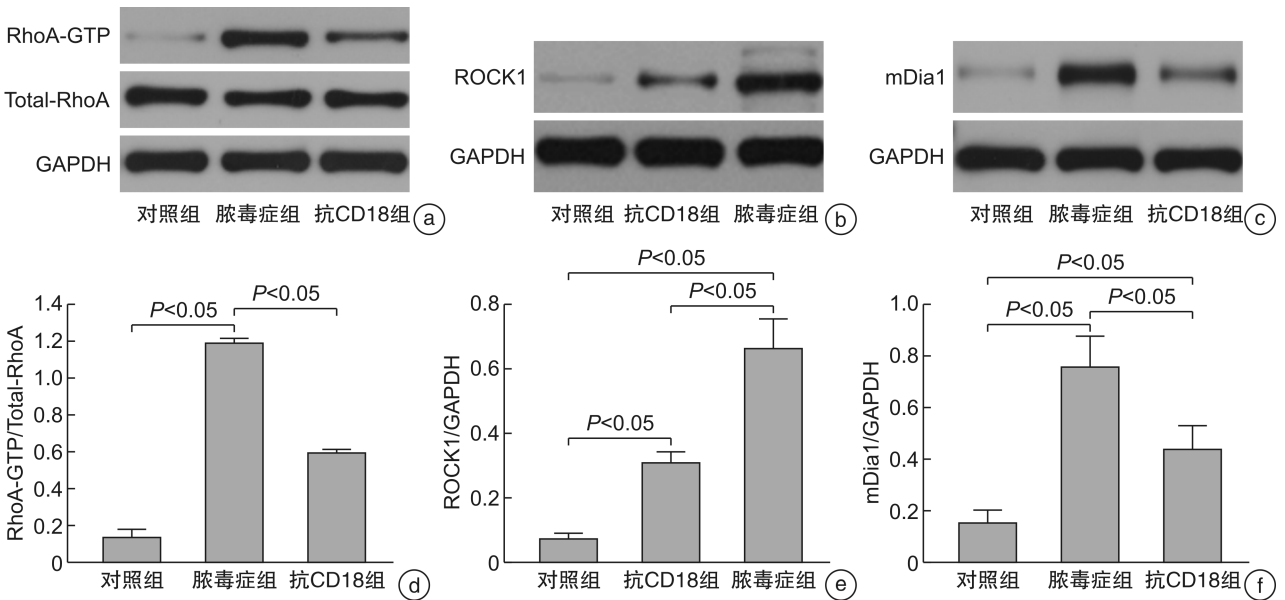 RhoA-GTP
Total-RhoA
GAPDH
对照组 脓毒症组 抗CD18组 a
ROCK1
GAPDH
对照组 抗CD18组 脓毒症组 b
mDia1
GAPDH
对照组 脓毒症组 抗CD18组 c
RhoA-GTP/Total-RhoA
1.4
1.2
1.0
0.8
0.6
0.4
0.2
0
P<0.05
P<0.05
对照组 脓毒症组 抗CD18组 d
ROCK1/GAPDH
0.8
0.6
0.4
0.2
0
P<0.05
P<0.05
P<0.05
对照组 抗CD18组 脓毒症组 e
mDia1/GAPDH
1.0
0.8
0.6
0.4
0.2
0
P<0.05
P<0.05
P<0.05
对照组 脓毒症组 抗CD18组 f